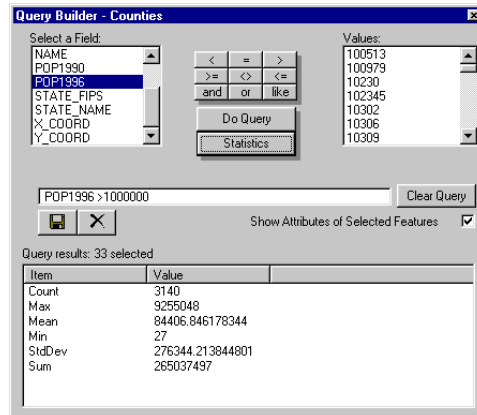 Query Builder - Counties
Select a Field:
NAME
POP1990
POP1996
STATE_FIPS
STATE_NAME
X_COORD
Y_COORD
< = >
>= <> <=
and or like
Do Query
Statistics
Values:
100513
100979
10230
102345
10302
10306
10309
POP1996 >1000000
Clear Query
Show Attributes of Selected Features
Query results: 33 selected
Item Value
Count 3140
Max 9255048
Mean 84406.846178344
Min 27
StdDev 276344.213844801
Sum 265037497